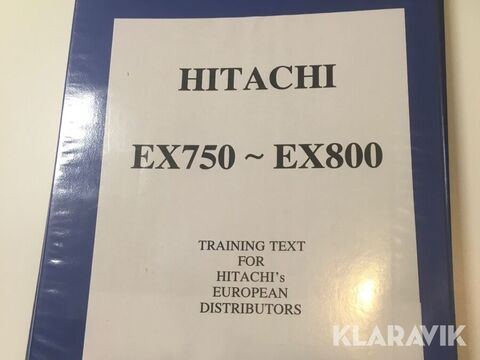 HITACHI
EX750 ~ EX800
TRAINING TEXT
FOR
HITACHI's
EUROPEAN
DISTRIBUTORS
KLARAVIK